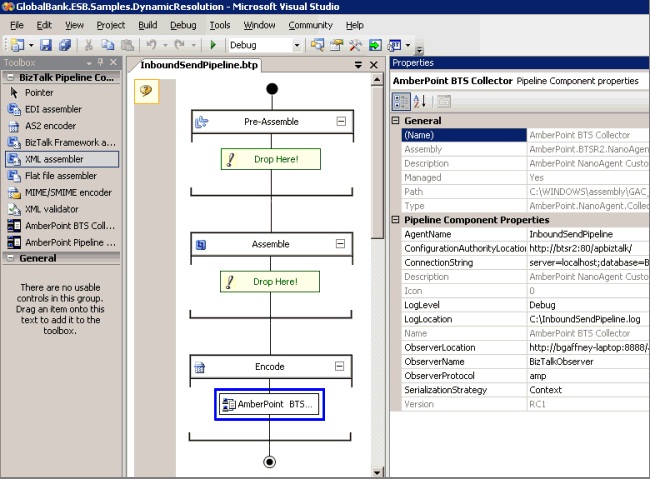 GlobalBank.ESB.Samples.DynamicResolution - Microsoft Visual Studio
File Edit View Project Build Debug Tools Window Community Help
Debug
Toolbox
BizTalk Pipeline Co...
Pointer
EDI assembler
AS2 encoder
BizTalk Framework a...
XML assembler
Flat file assembler
MIME/SMIME encoder
XML validator
AmberPoint BTS Coll...
AmberPoint Pipeline ...
General
There are no usable
controls in this group.
Drag an item onto this
text to add it to the
toolbox.
InboundSendPipeline.btp
Pre-Assemble
Drop Here!
Assemble
Drop Here!
Encode
AmberPoint BTS...
Properties
AmberPoint BTS Collector Pipeline Component properties
General
(Name) AmberPoint BTS Collector
Assembly AmberPoint.BTSR2.NanoAgen
Description AmberPoint NanoAgent Custo
Managed Yes
Path C:\WINDOWS\assembly\GAC_
Type AmberPoint.NanoAgent.Collec
Pipeline Component Properties
AgentName InboundSendPipeline
ConfigurationAuthorityLocation http://btsr2:80/apbiztalk/
ConnectionString server=localhost;database=B
Description AmberPoint NanoAgent Custo
Icon 0
LogLevel Debug
LogLocation C:\InboundSendPipeline.log
Name AmberPoint BTS Collector
ObserverLocation http://bgaffney-laptop:8888/
ObserverName BizTalkObserver
ObserverProtocol amp
SerializationStrategy Context
Version RC1